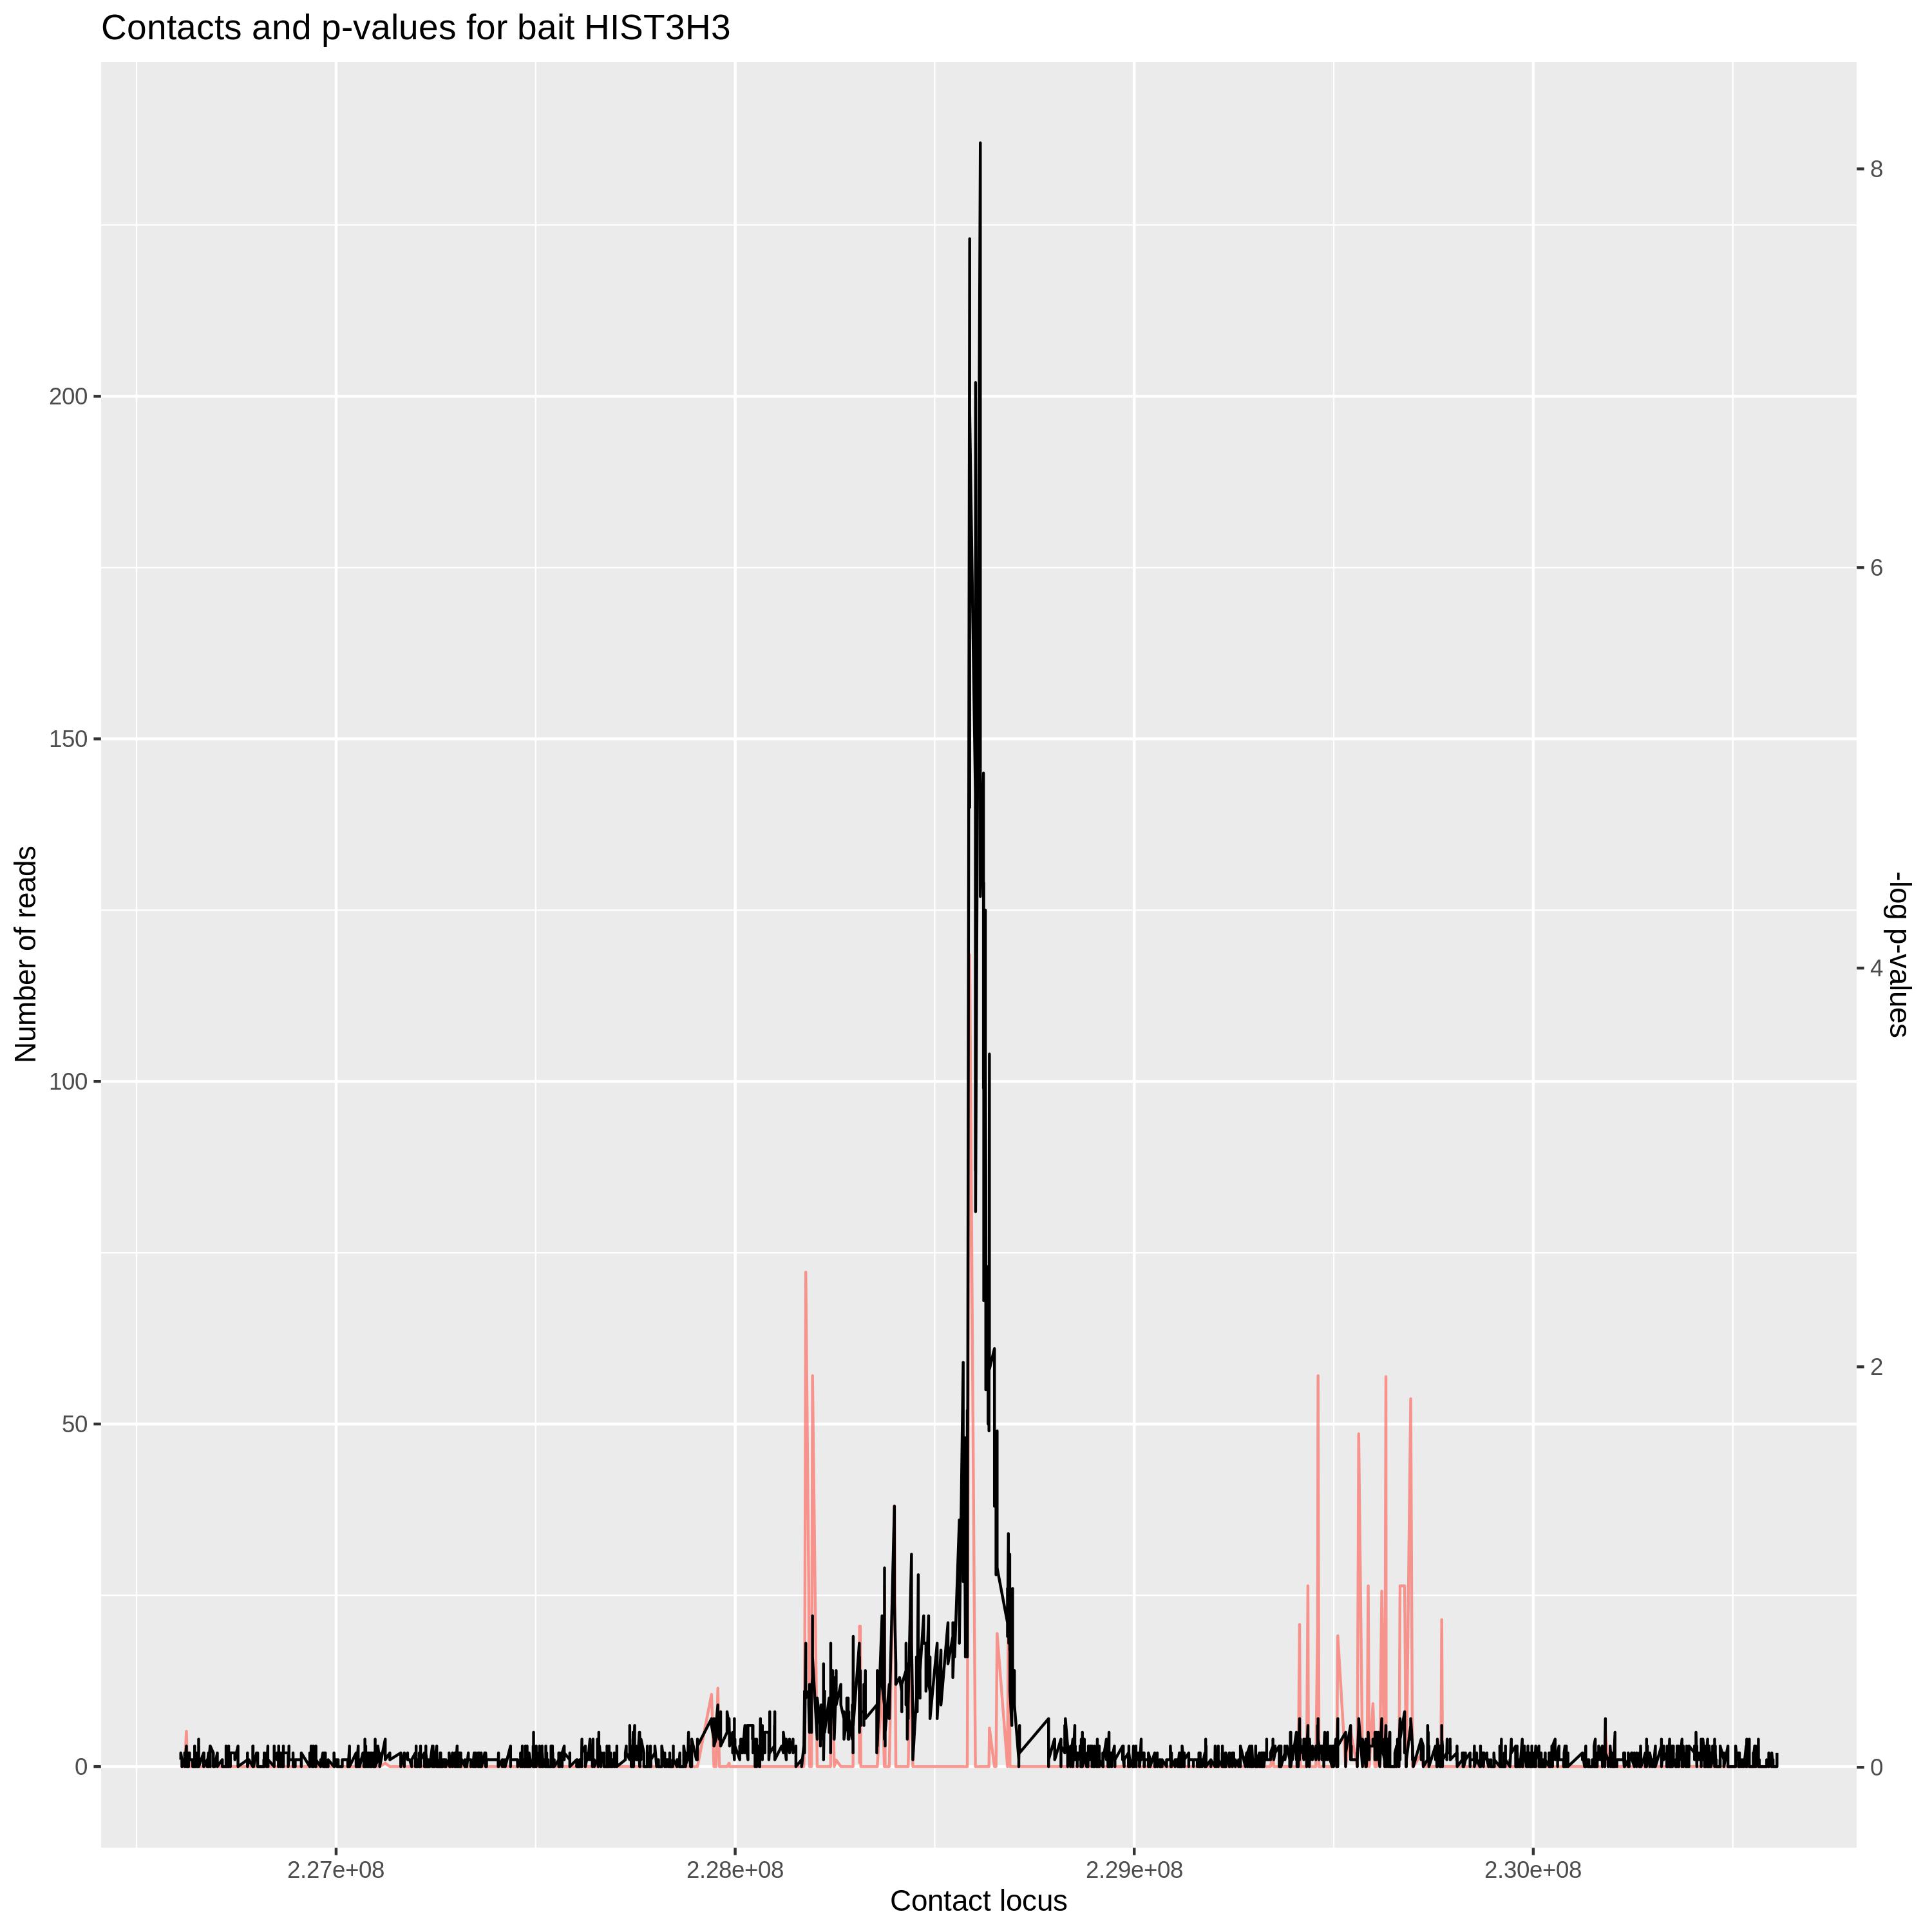 Contacts and p-values for bait HIST3H3
Number of reads
200
150
100
50
0
8
6
4
2
0
-log p-values
2.27e+08
2.28e+08
2.29e+08
2.30e+08
Contact locus